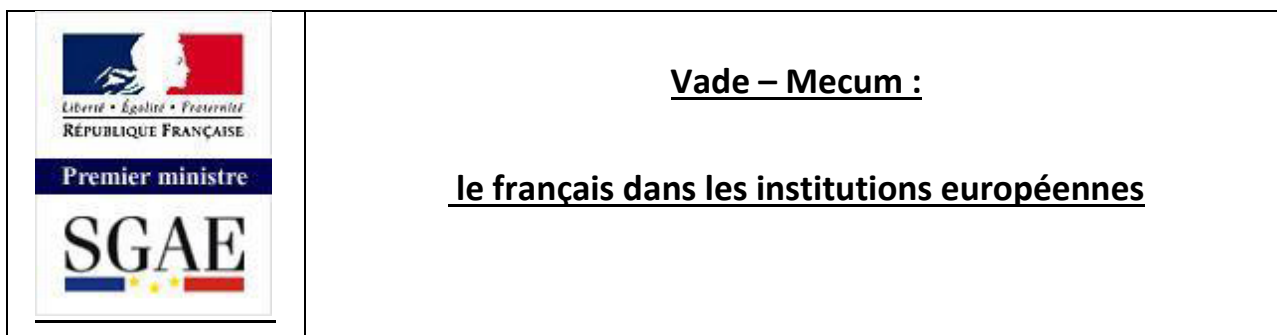 Liberté • Égalité • Fraternité
RÉPUBLIQUE FRANÇAISE
Premier ministre
SGAE
Vade – Mecum :
le français dans les institutions européennes